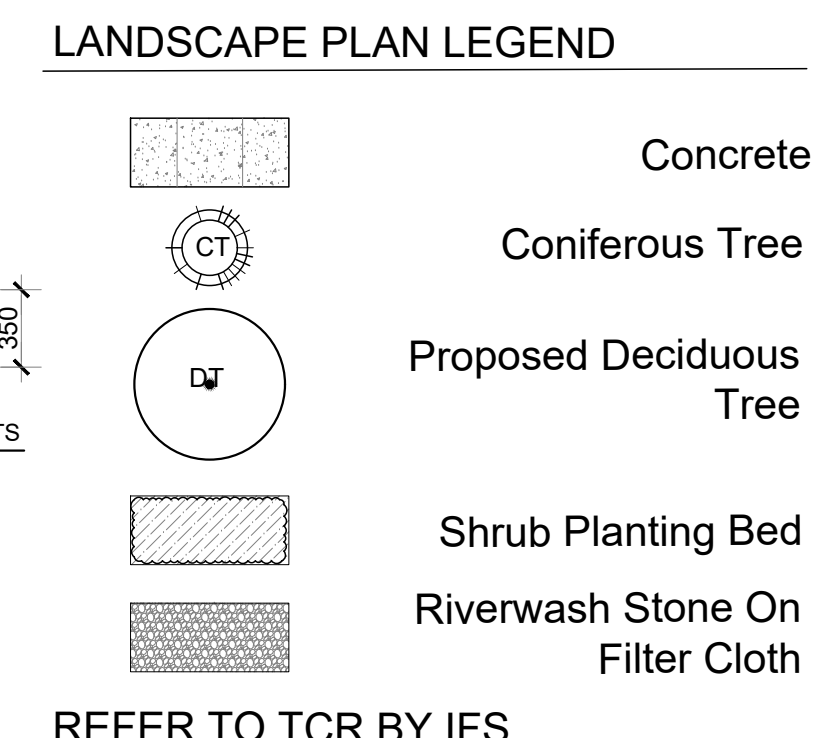 LANDSCAPE PLAN LEGEND
Concrete
CT
Coniferous Tree
350
DT
Proposed Deciduous
Tree
TS
Shrub Planting Bed
Riverwash Stone On
Filter Cloth
REFER TO TCR BY IFS